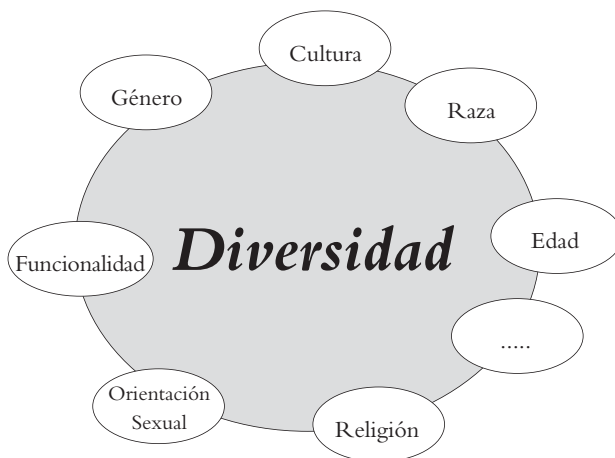 Cultura
Género
Raza
Diversidad
Edad
Funcionalidad
.....
Orientación
Sexual
Religión